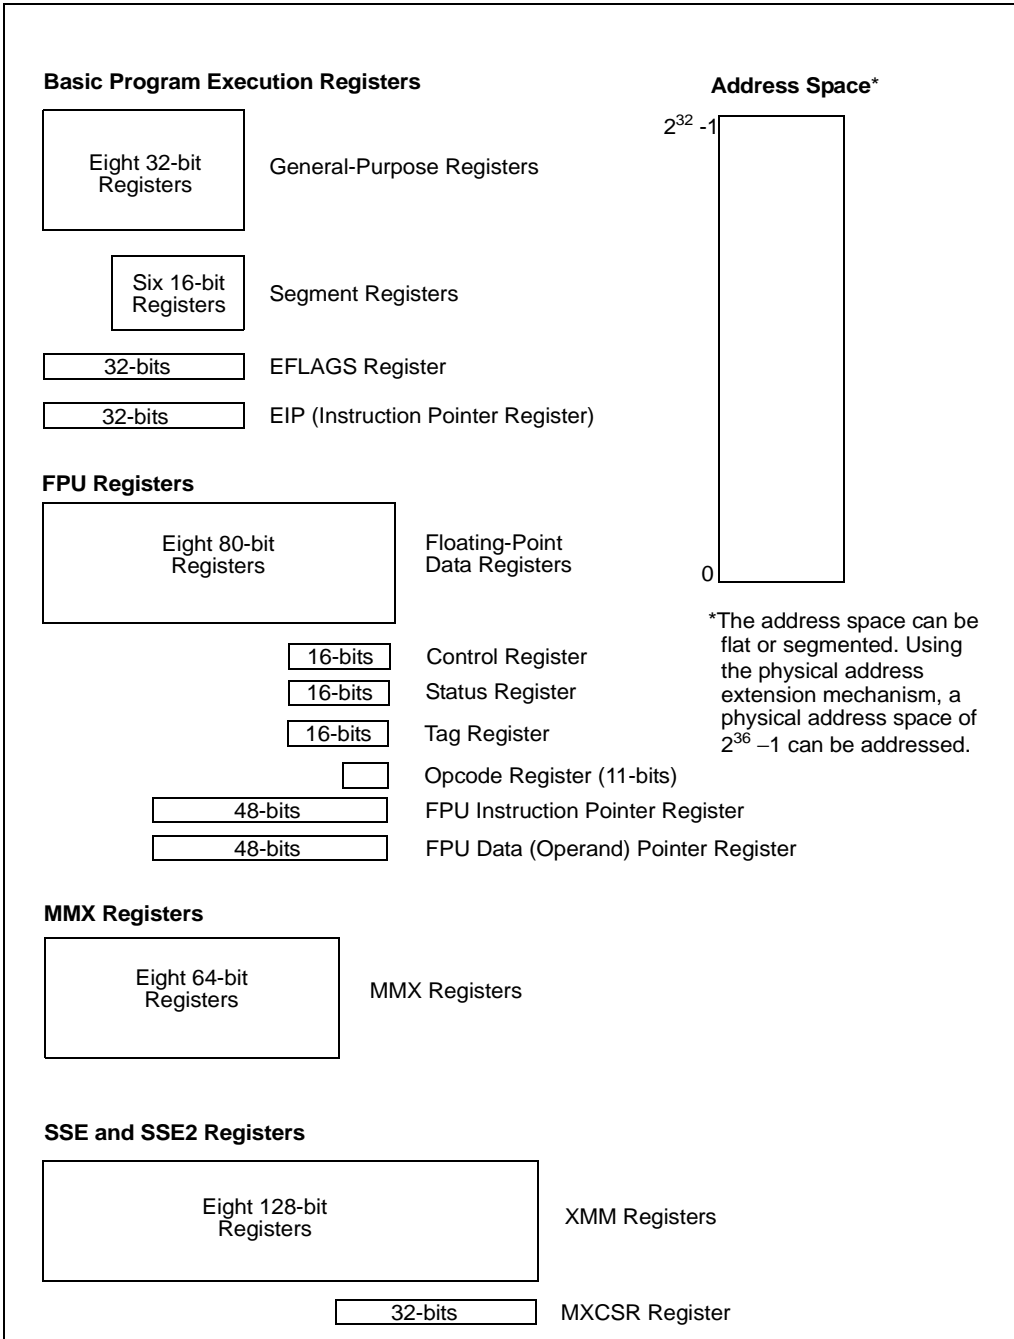 Basic Program Execution Registers
Eight 32-bit
Registers
General-Purpose Registers
Six 16-bit
Registers
Segment Registers
32-bits
EFLAGS Register
32-bits
EIP (Instruction Pointer Register)
Address Space*
2^32 -1
0
*The address space can be
flat or segmented. Using
the physical address
extension mechanism, a
physical address space of
2^36 –1 can be addressed.
FPU Registers
Eight 80-bit
Registers
Floating-Point
Data Registers
16-bits
Control Register
16-bits
Status Register
16-bits
Tag Register
Opcode Register (11-bits)
48-bits
FPU Instruction Pointer Register
48-bits
FPU Data (Operand) Pointer Register
MMX Registers
Eight 64-bit
Registers
MMX Registers
SSE and SSE2 Registers
Eight 128-bit
Registers
XMM Registers
32-bits
MXCSR Register